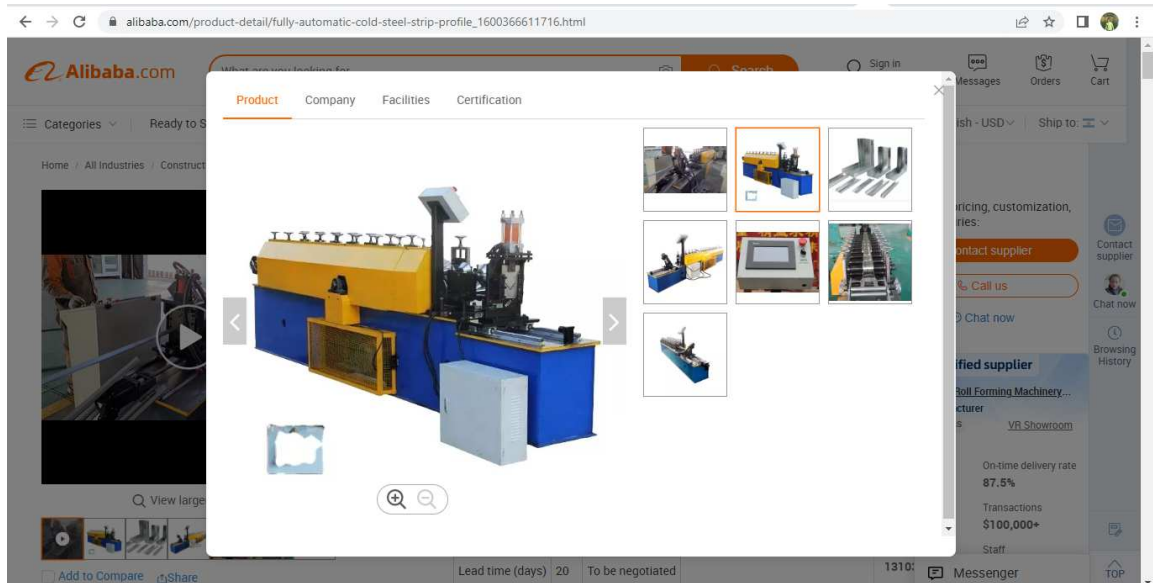 alibaba.com/product-detail/fully-automatic-cold-steel-strip-profile_1600366611716.html
Alibaba.com
What are you looking for
Search
Sign in
Messages
Orders
Cart
Categories
Ready to S
ish - USD
Ship to:
Product
Company
Facilities
Certification
Home / All Industries / Construct
ricing, customization,
ries:
ontact supplier
Call us
Chat now
Contact
supplier
Chat now
Browsing
History
ified supplier
Roll Forming Machinery...
cturer
s
VR Showroom
On-time delivery rate
87.5%
Transactions
$100,000+
Staff
View large
Add to Compare
Share
Lead time (days)
20
To be negotiated
Messenger
TOP